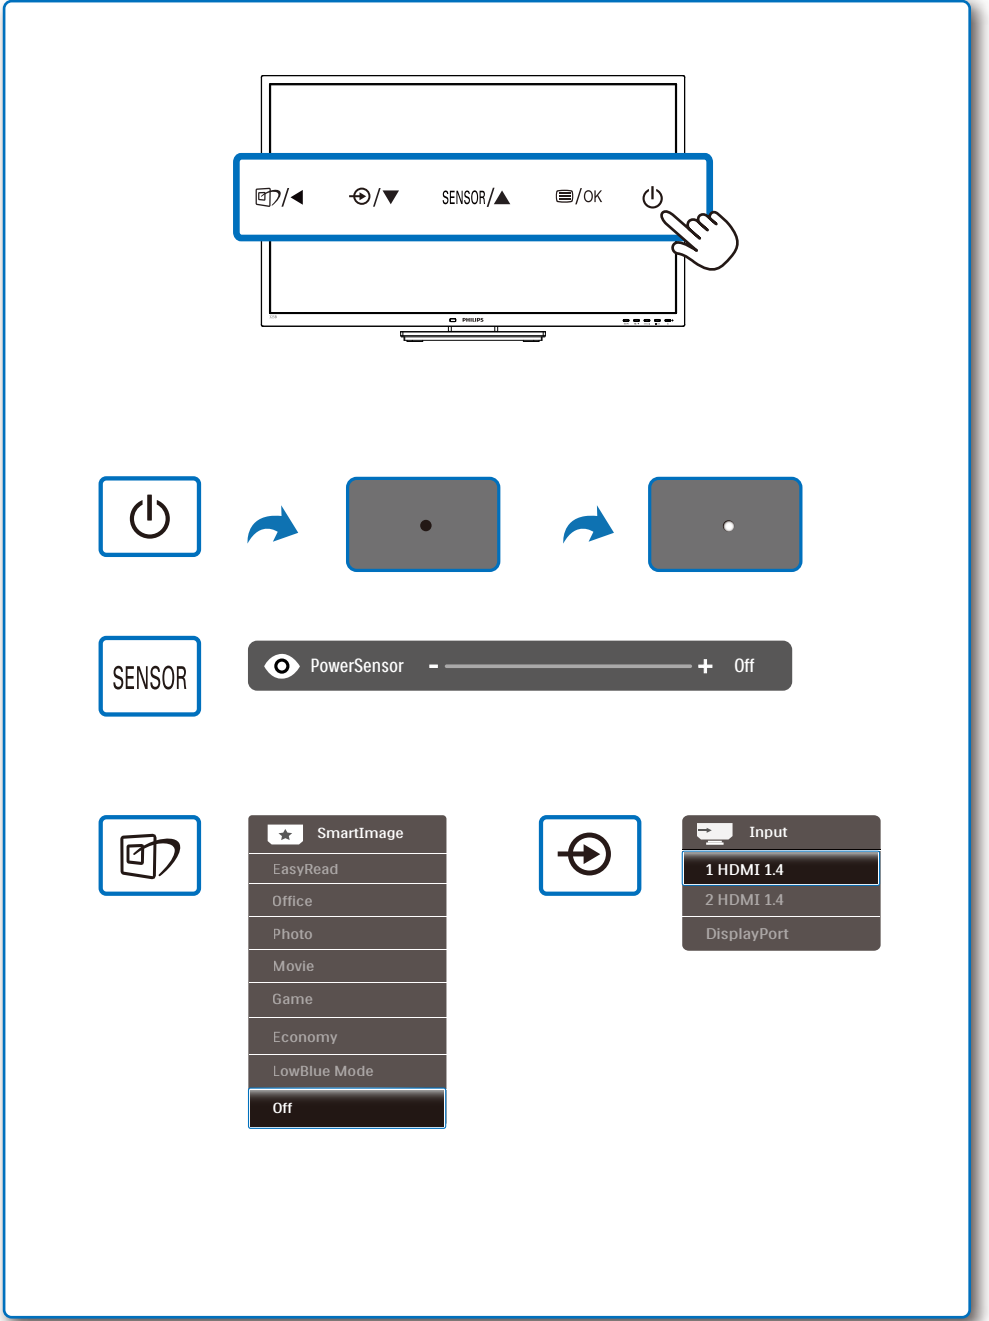 SENSOR/
/OK
PHILIPS
SENSOR
PowerSensor - + Off
SmartImage
EasyRead
Office
Photo
Movie
Game
Economy
LowBlue Mode
Off
Input
1 HDMI 1.4
2 HDMI 1.4
DisplayPort